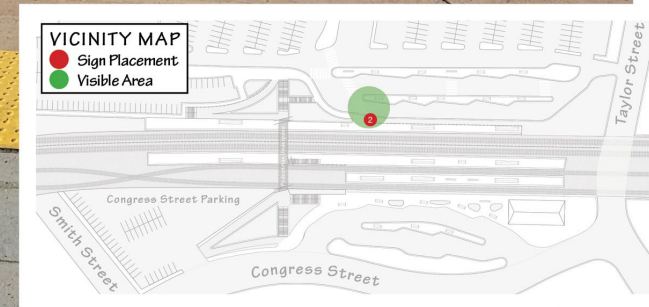 VICINITY MAP
Sign Placement
Visible Area
Taylor Street
2
Congress Street Parking
Smith Street
Congress Street